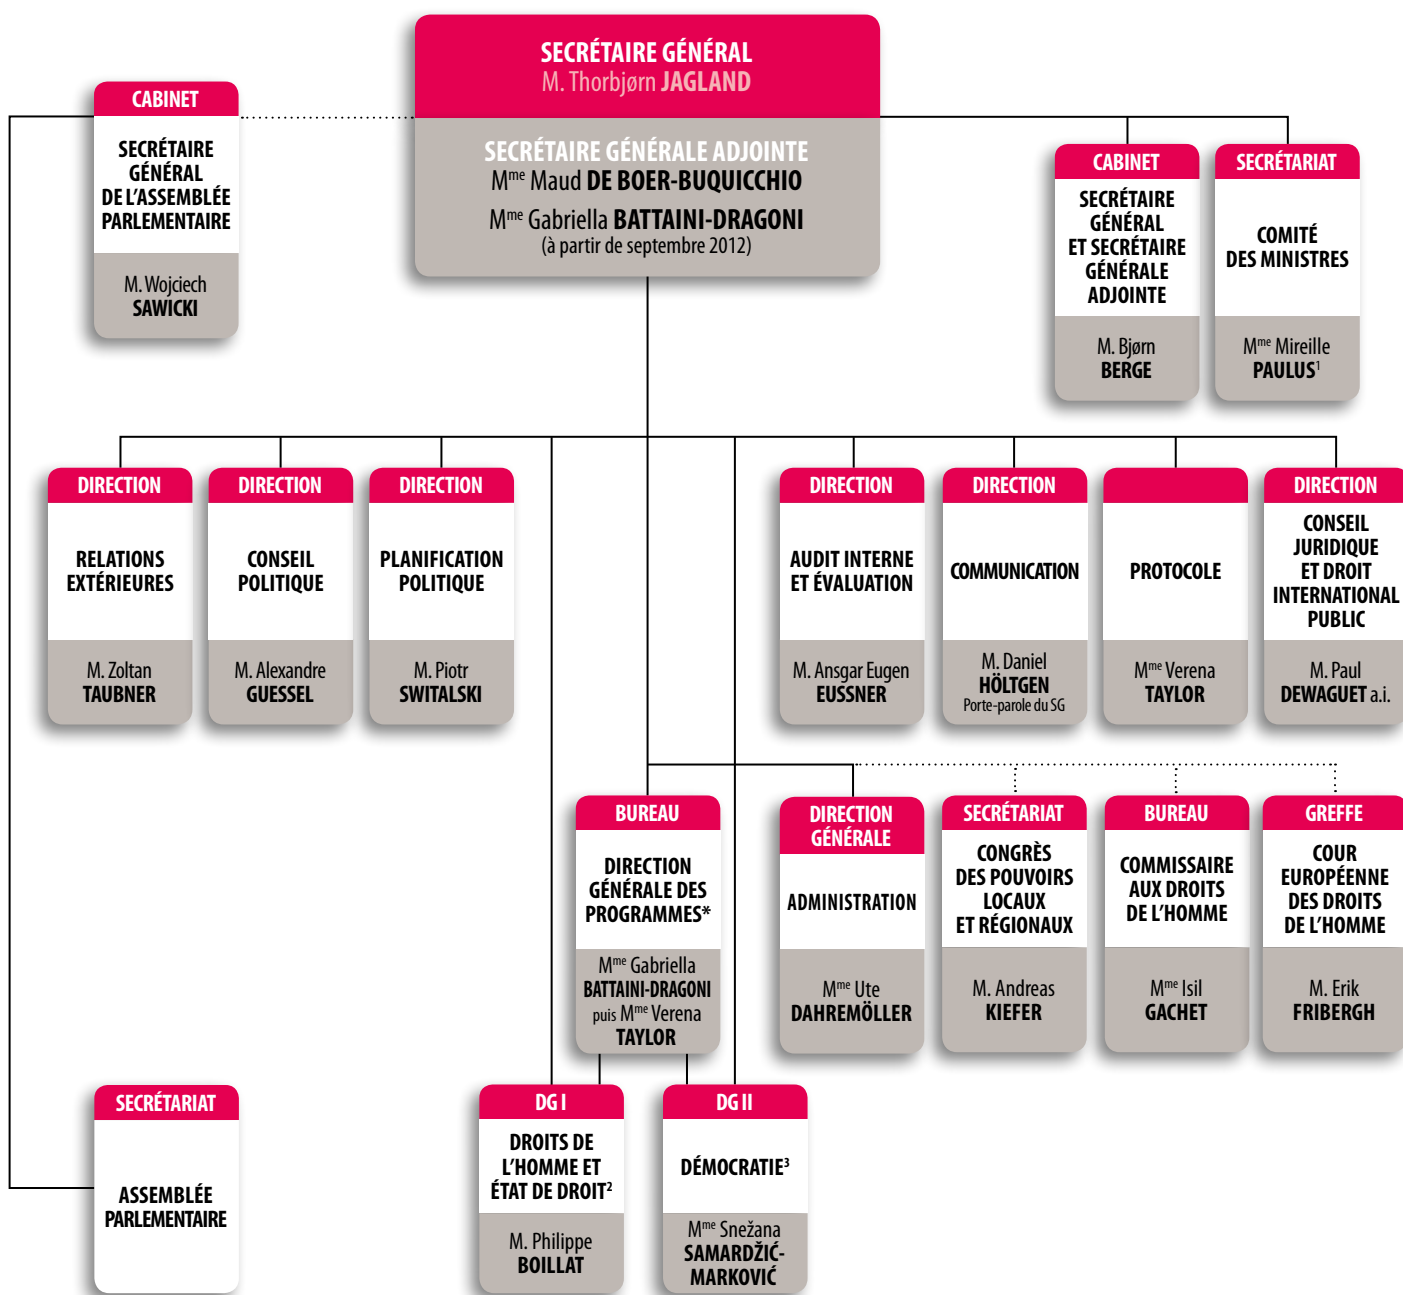 SECRÉTAIRE GÉNÉRAL
M. Thorbjørn JAGLAND
SECRÉTAIRE GÉNÉRALE ADJOINTE
Mme Maud DE BOER-BUQUICCHIO
Mme Gabriella BATTAINI-DRAGONI
(à partir de septembre 2012)
CABINET
SECRÉTAIRE
GÉNÉRAL
DE L'ASSEMBLÉE
PARLEMENTAIRE
M. Wojciech
SAWICKI
CABINET
SECRÉTAIRE
GÉNÉRAL
ET SECRÉTAIRE
GÉNÉRALE
ADJOINTE
M. Bjørn
BERGE
SECRÉTARIAT
COMITÉ
DES MINISTRES
Mme Mireille
PAULUS1
DIRECTION
RELATIONS
EXTÉRIEURES
M. Zoltan
TAUBNER
DIRECTION
CONSEIL
POLITIQUE
M. Alexandre
GUESSEL
DIRECTION
PLANIFICATION
POLITIQUE
M. Piotr
SWITALSKI
DIRECTION
AUDIT INTERNE
ET ÉVALUATION
M. Ansgar Eugen
EUSSNER
DIRECTION
COMMUNICATION
M. Daniel
HÖLTGEN
Porte-parole du SG
PROTOCOLE
Mme Verena
TAYLOR
DIRECTION
CONSEIL
JURIDIQUE
ET DROIT
INTERNATIONAL
PUBLIC
M. Paul
DEWAGUET a.i.
BUREAU
DIRECTION
GÉNÉRALE DES
PROGRAMMES*
Mme Gabriella
BATTAINI-DRAGONI
puis Mme Verena
TAYLOR
DIRECTION
GÉNÉRALE
ADMINISTRATION
Mme Ute
DAHREMÖLLER
SECRÉTARIAT
CONGRÈS
DES POUVOIRS
LOCAUX
ET RÉGIONAUX
M. Andreas
KIEFER
BUREAU
COMMISSAIRE
AUX DROITS
DE L'HOMME
Mme Isil
GACHET
GREFFE
COUR
EUROPÉENNE
DES DROITS
DE L'HOMME
M. Erik
FRIBERGH
SECRÉTARIAT
ASSEMBLÉE
PARLEMENTAIRE
DG I
DROITS DE
L'HOMME ET
ÉTAT DE DROIT2
M. Philippe
BOILLAT
DG II
DÉMOCRATIE3
Mme Snežana
SAMARDŽIĆ-
MARKOVIĆ